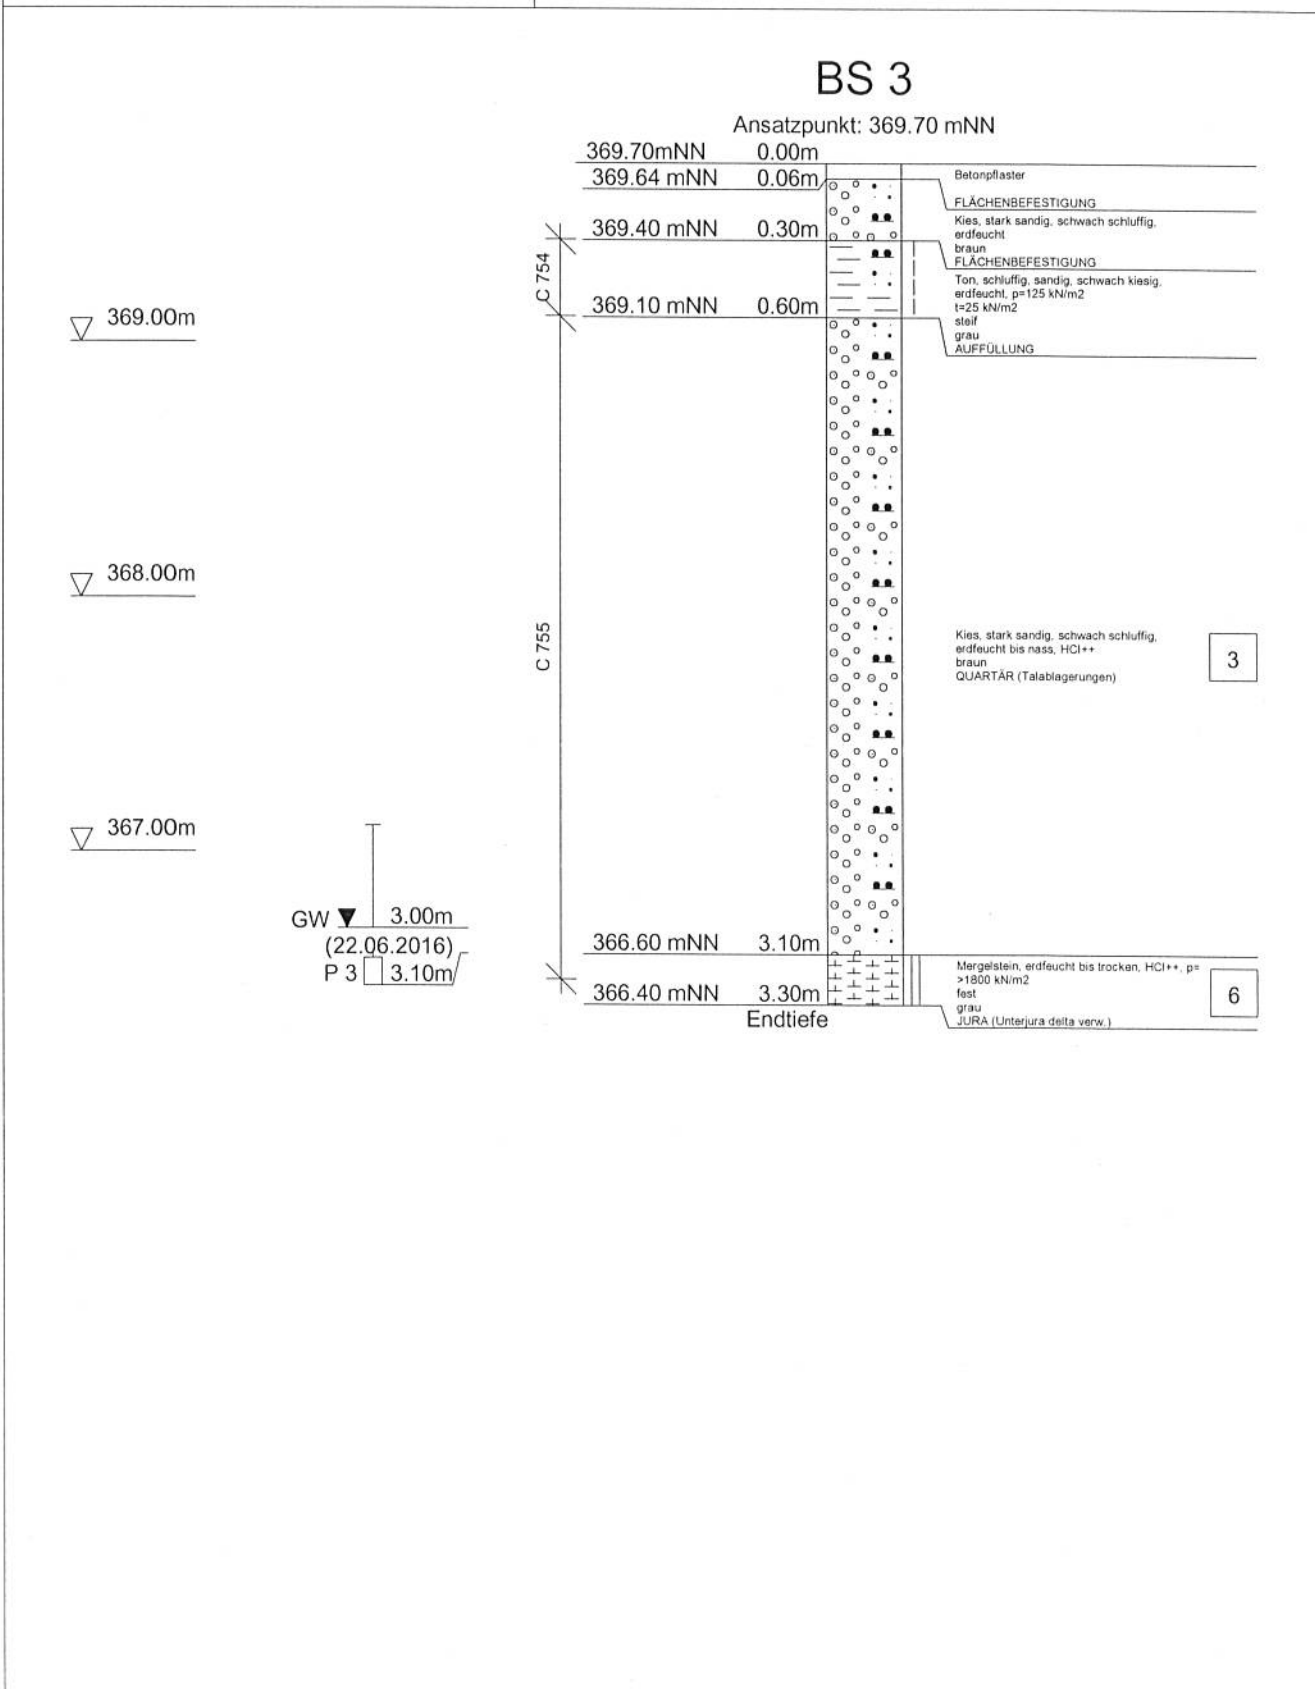 BS 3
Ansatzpunkt: 369.70 mNN
369.70mNN 0.00m
369.64 mNN 0.06m
Betonpflaster
FLÄCHENBEFESTIGUNG
369.40 mNN 0.30m
Kies, stark sandig, schwach schluffig,
erdfeucht
braun
FLÄCHENBEFESTIGUNG
C 754
369.10 mNN 0.60m
Ton, schluffig, sandig, schwach kiesig,
erdfeucht, p=125 kN/m2
t=25 kN/m2
steif
grau
AUFFÜLLUNG
369.00m
368.00m
C 755
Kies, stark sandig, schwach schluffig,
erdfeucht bis nass, HCl++
braun
QUARTÄR (Talablagerungen)
3
367.00m
GW 3.00m
(22.06.2016)
P 3 3.10m
366.60 mNN 3.10m
Mergelstein, erdfeucht bis trocken, HCl++, p=
>1800 kN/m2
fest
grau
JURA (Unterjura delta verw.)
6
366.40 mNN 3.30m
Endtiefe